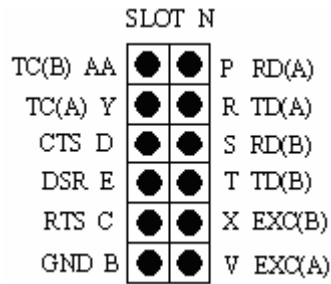 SLOT N
TC(B) AA P RD(A)
TC(A) Y R TD(A)
CTS D S RD(B)
DSR E T TD(B)
RTS C X EXC(B)
GND B V EXC(A)